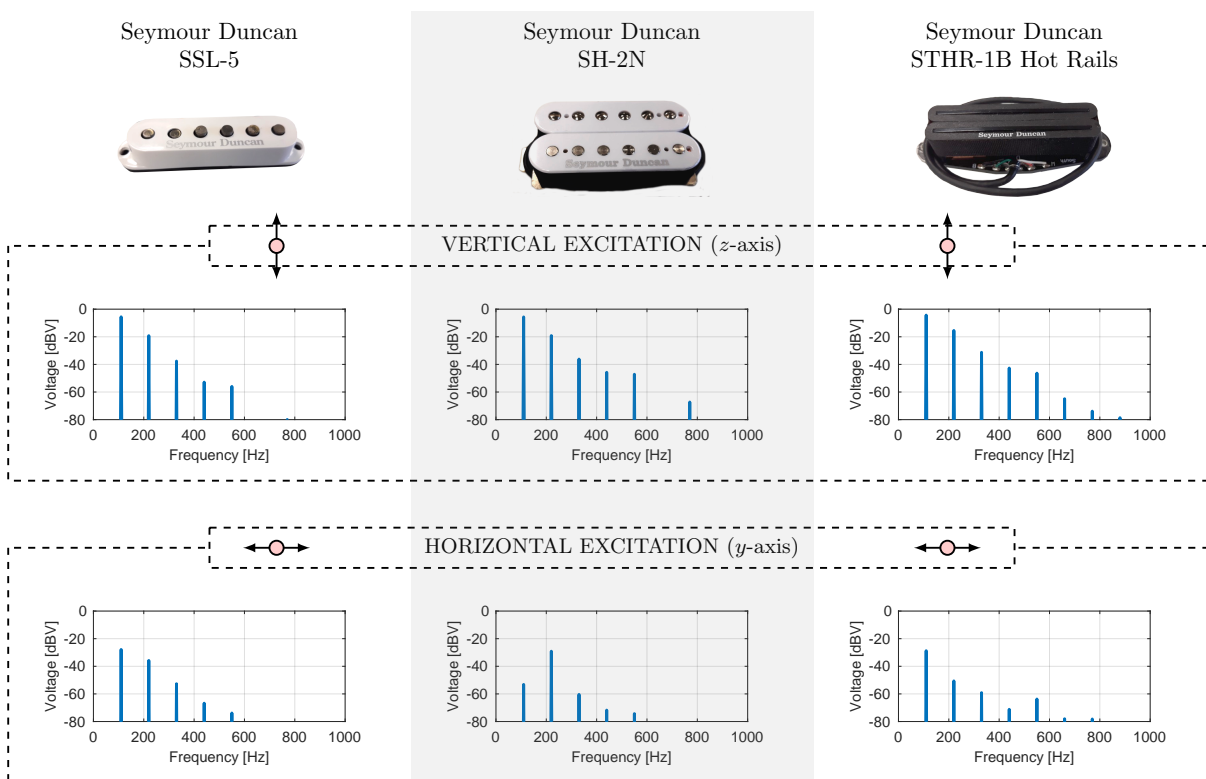 Seymour Duncan
SSL-5
Seymour Duncan
SH-2N
Seymour Duncan
STHR-1B Hot Rails
Seymour Duncan
Seymour Duncan
Seymour Duncan
VERTICAL EXCITATION (z-axis)
0
-20
-40
-60
-80
Voltage [dBV]
0 200 400 600 800 1000
Frequency [Hz]
0
-20
-40
-60
-80
Voltage [dBV]
0 200 400 600 800 1000
Frequency [Hz]
0
-20
-40
-60
-80
Voltage [dBV]
0 200 400 600 800 1000
Frequency [Hz]
HORIZONTAL EXCITATION (y-axis)
0
-20
-40
-60
-80
Voltage [dBV]
0 200 400 600 800 1000
Frequency [Hz]
0
-20
-40
-60
-80
Voltage [dBV]
0 200 400 600 800 1000
Frequency [Hz]
0
-20
-40
-60
-80
Voltage [dBV]
0 200 400 600 800 1000
Frequency [Hz]